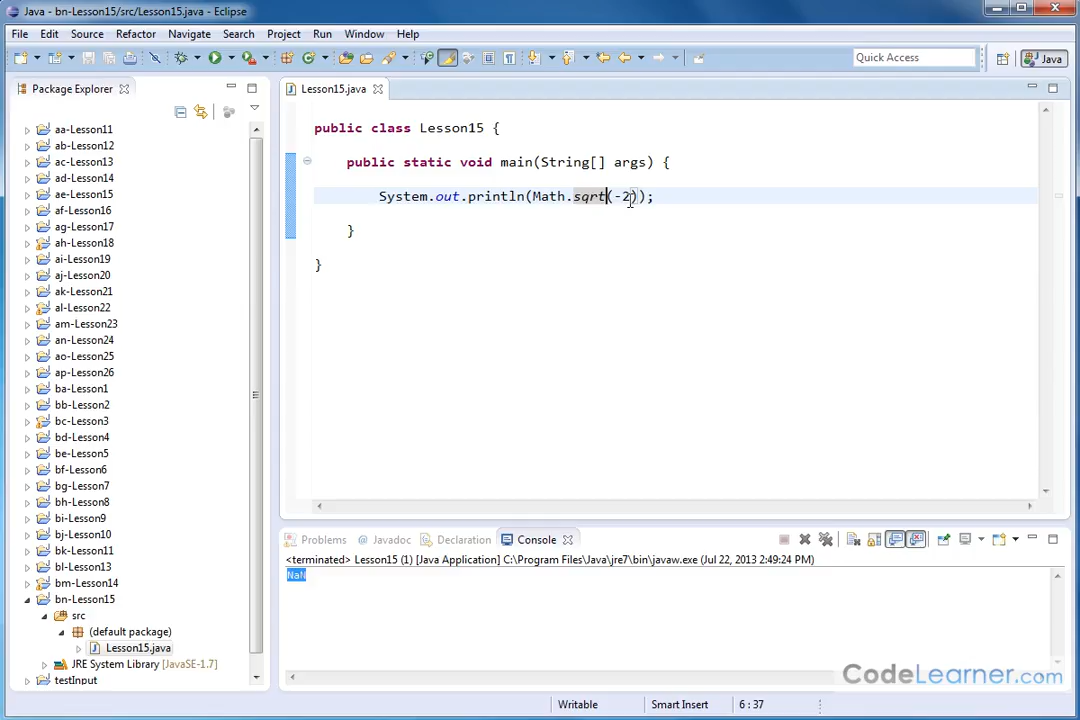 Java - bn-Lesson15/src/Lesson15.java - Eclipse
File Edit Source Refactor Navigate Search Project Run Window Help
Quick Access
Java
Package Explorer
Lesson15.java
aa-Lesson11
ab-Lesson12
ac-Lesson13
ad-Lesson14
ae-Lesson15
af-Lesson16
ag-Lesson17
ah-Lesson18
ai-Lesson19
aj-Lesson20
ak-Lesson21
al-Lesson22
am-Lesson23
an-Lesson24
ao-Lesson25
ap-Lesson26
ba-Lesson1
bb-Lesson2
bc-Lesson3
bd-Lesson4
be-Lesson5
bf-Lesson6
bg-Lesson7
bh-Lesson8
bi-Lesson9
bj-Lesson10
bk-Lesson11
bl-Lesson13
bm-Lesson14
bn-Lesson15
src
(default package)
Lesson15.java
JRE System Library [JavaSE-1.7]
testInput
public class Lesson15 {
public static void main(String[] args) {
System.out.println(Math.sqrt(-2));
}
}
Problems @ Javadoc Declaration Console
<terminated> Lesson15 (1) [Java Application] C:\Program Files\Java\jre7\bin\javaw.exe (Jul 22, 2013 2:49:24 PM)
NaN
CodeLearner.com
Writable Smart Insert 6 : 37